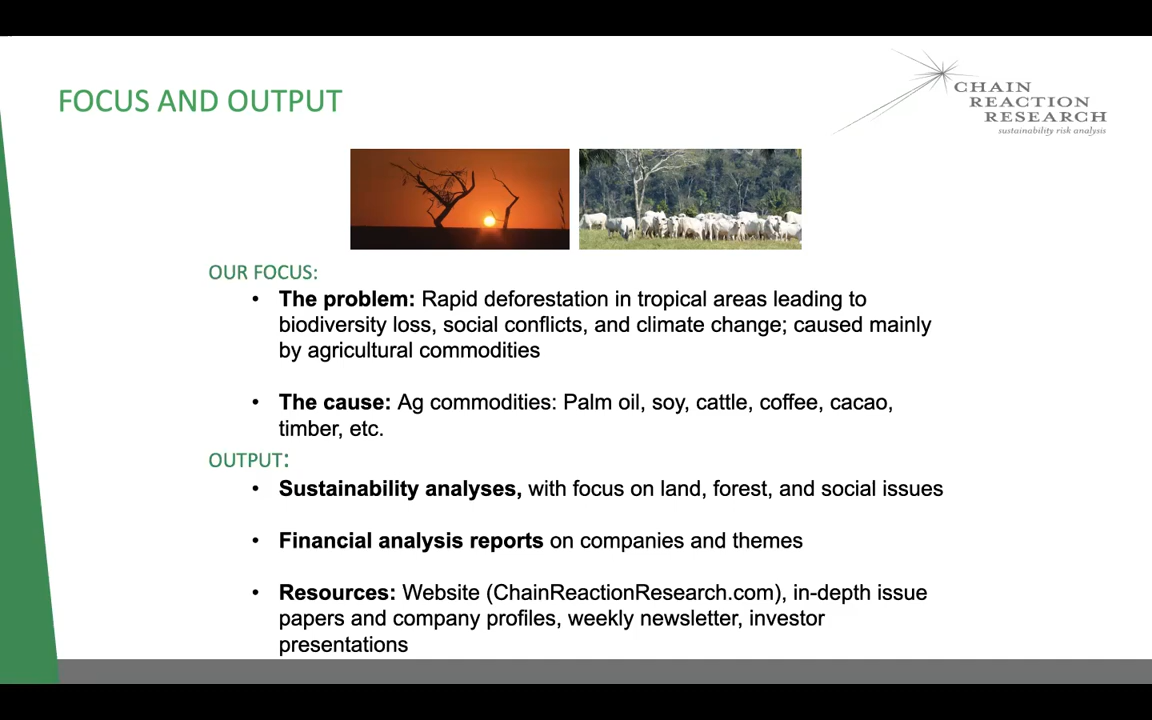 FOCUS AND OUTPUT
CHAIN
REACTION
RESEARCH
sustainability risk analysis
OUR FOCUS:
• The problem: Rapid deforestation in tropical areas leading to
biodiversity loss, social conflicts, and climate change; caused mainly
by agricultural commodities
• The cause: Ag commodities: Palm oil, soy, cattle, coffee, cacao,
timber, etc.
OUTPUT:
• Sustainability analyses, with focus on land, forest, and social issues
• Financial analysis reports on companies and themes
• Resources: Website (ChainReactionResearch.com), in-depth issue
papers and company profiles, weekly newsletter, investor
presentations